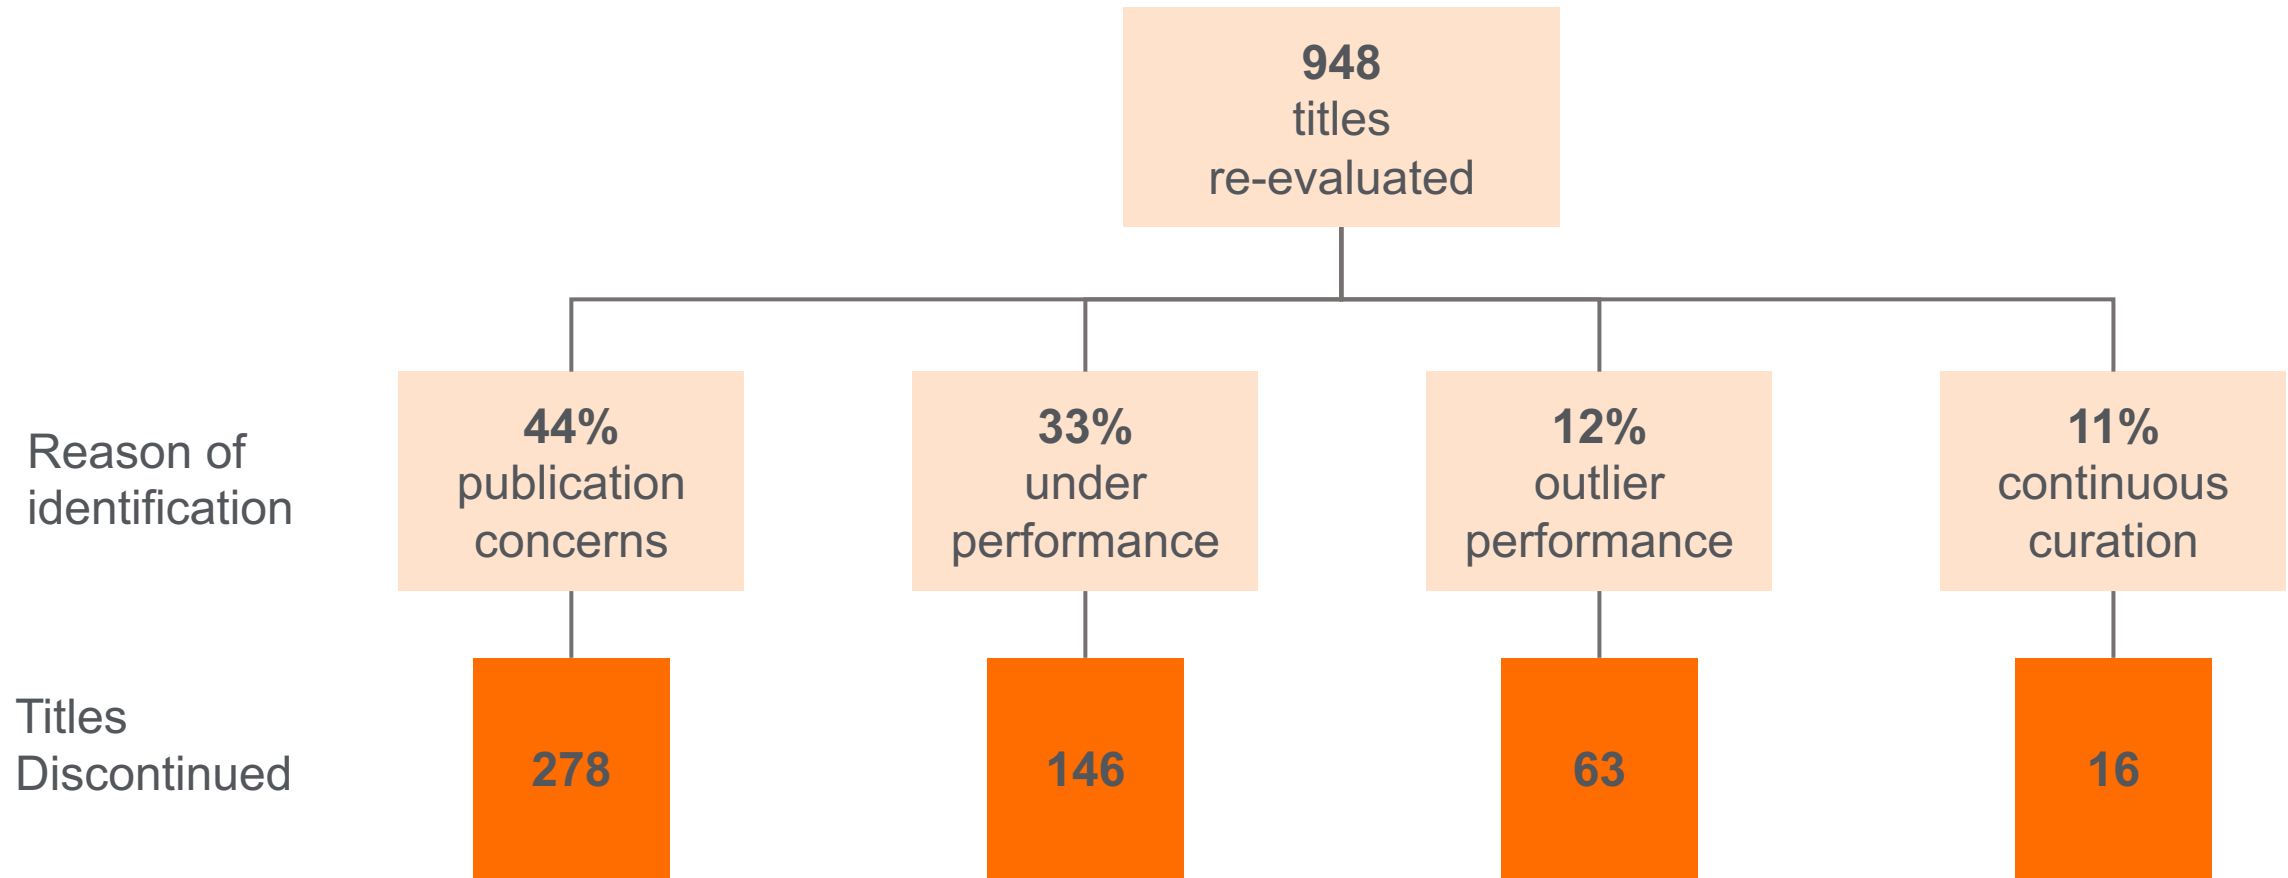 948
titles
re-evaluated
Reason of
identification
44%
publication
concerns
33%
under
performance
12%
outlier
performance
11%
continuous
curation
Titles
Discontinued
278
146
63
16